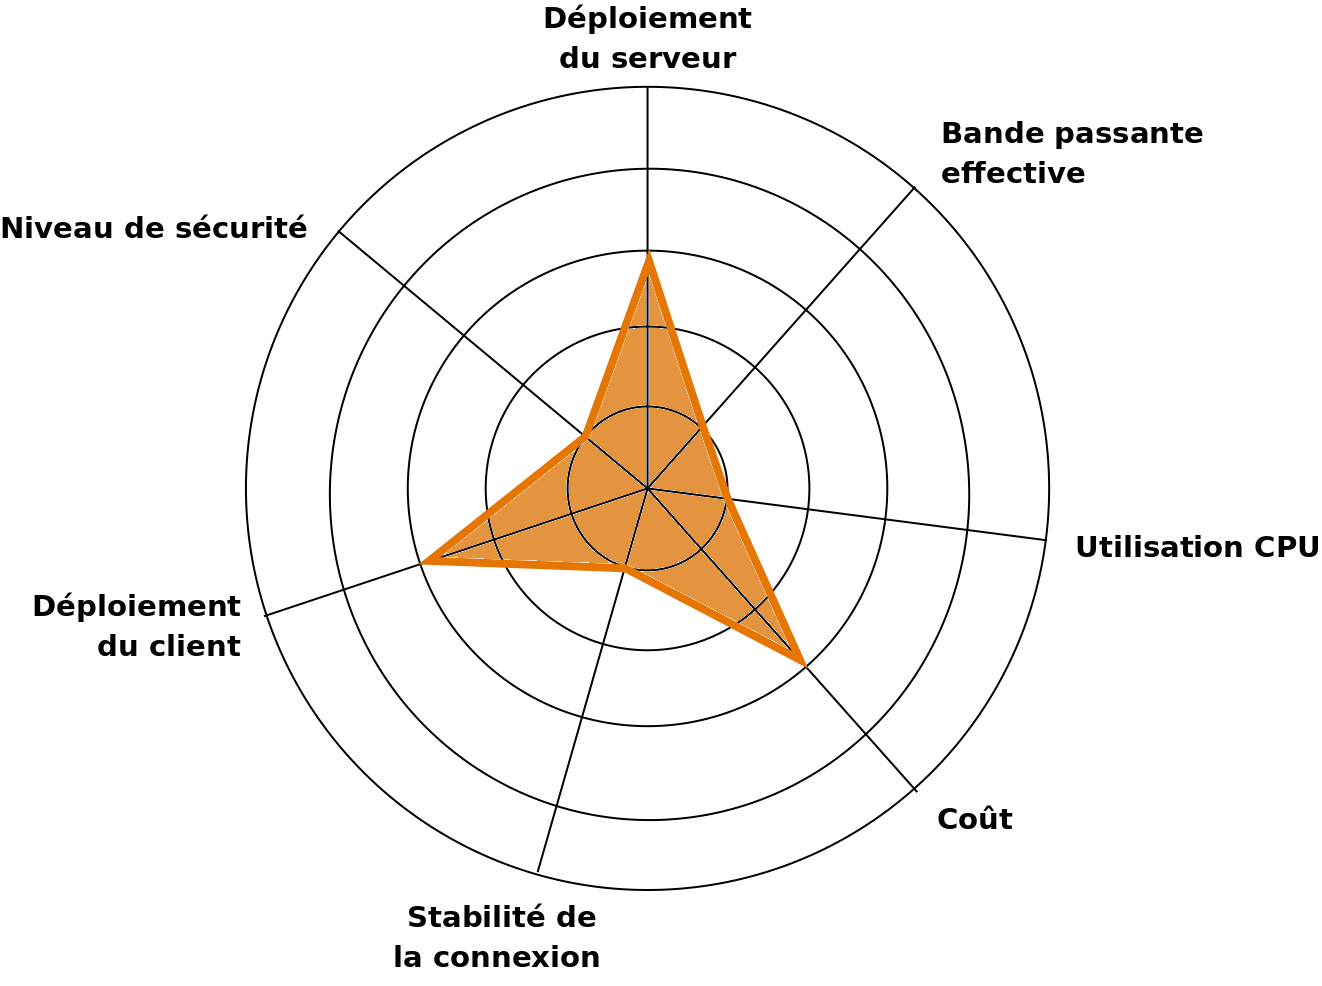 Déploiement
du serveur
Bande passante
effective
Niveau de sécurité
Utilisation CPU
Déploiement
du client
Coût
Stabilité de
la connexion